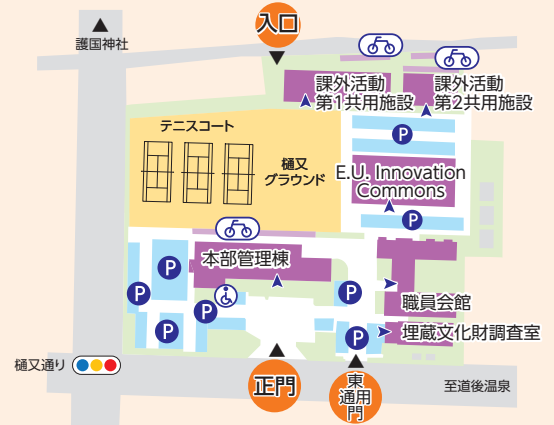 入口
護国神社
課外活動
第1共用施設
課外活動
第2共用施設
テニスコート
P
樋又
グラウンド
E.U. Innovation
Commons
P
本部管理棟
P
P
P
P
職員会館
P
P
埋蔵文化財調査室
樋又通り
正門
東
通用
門
至道後温泉